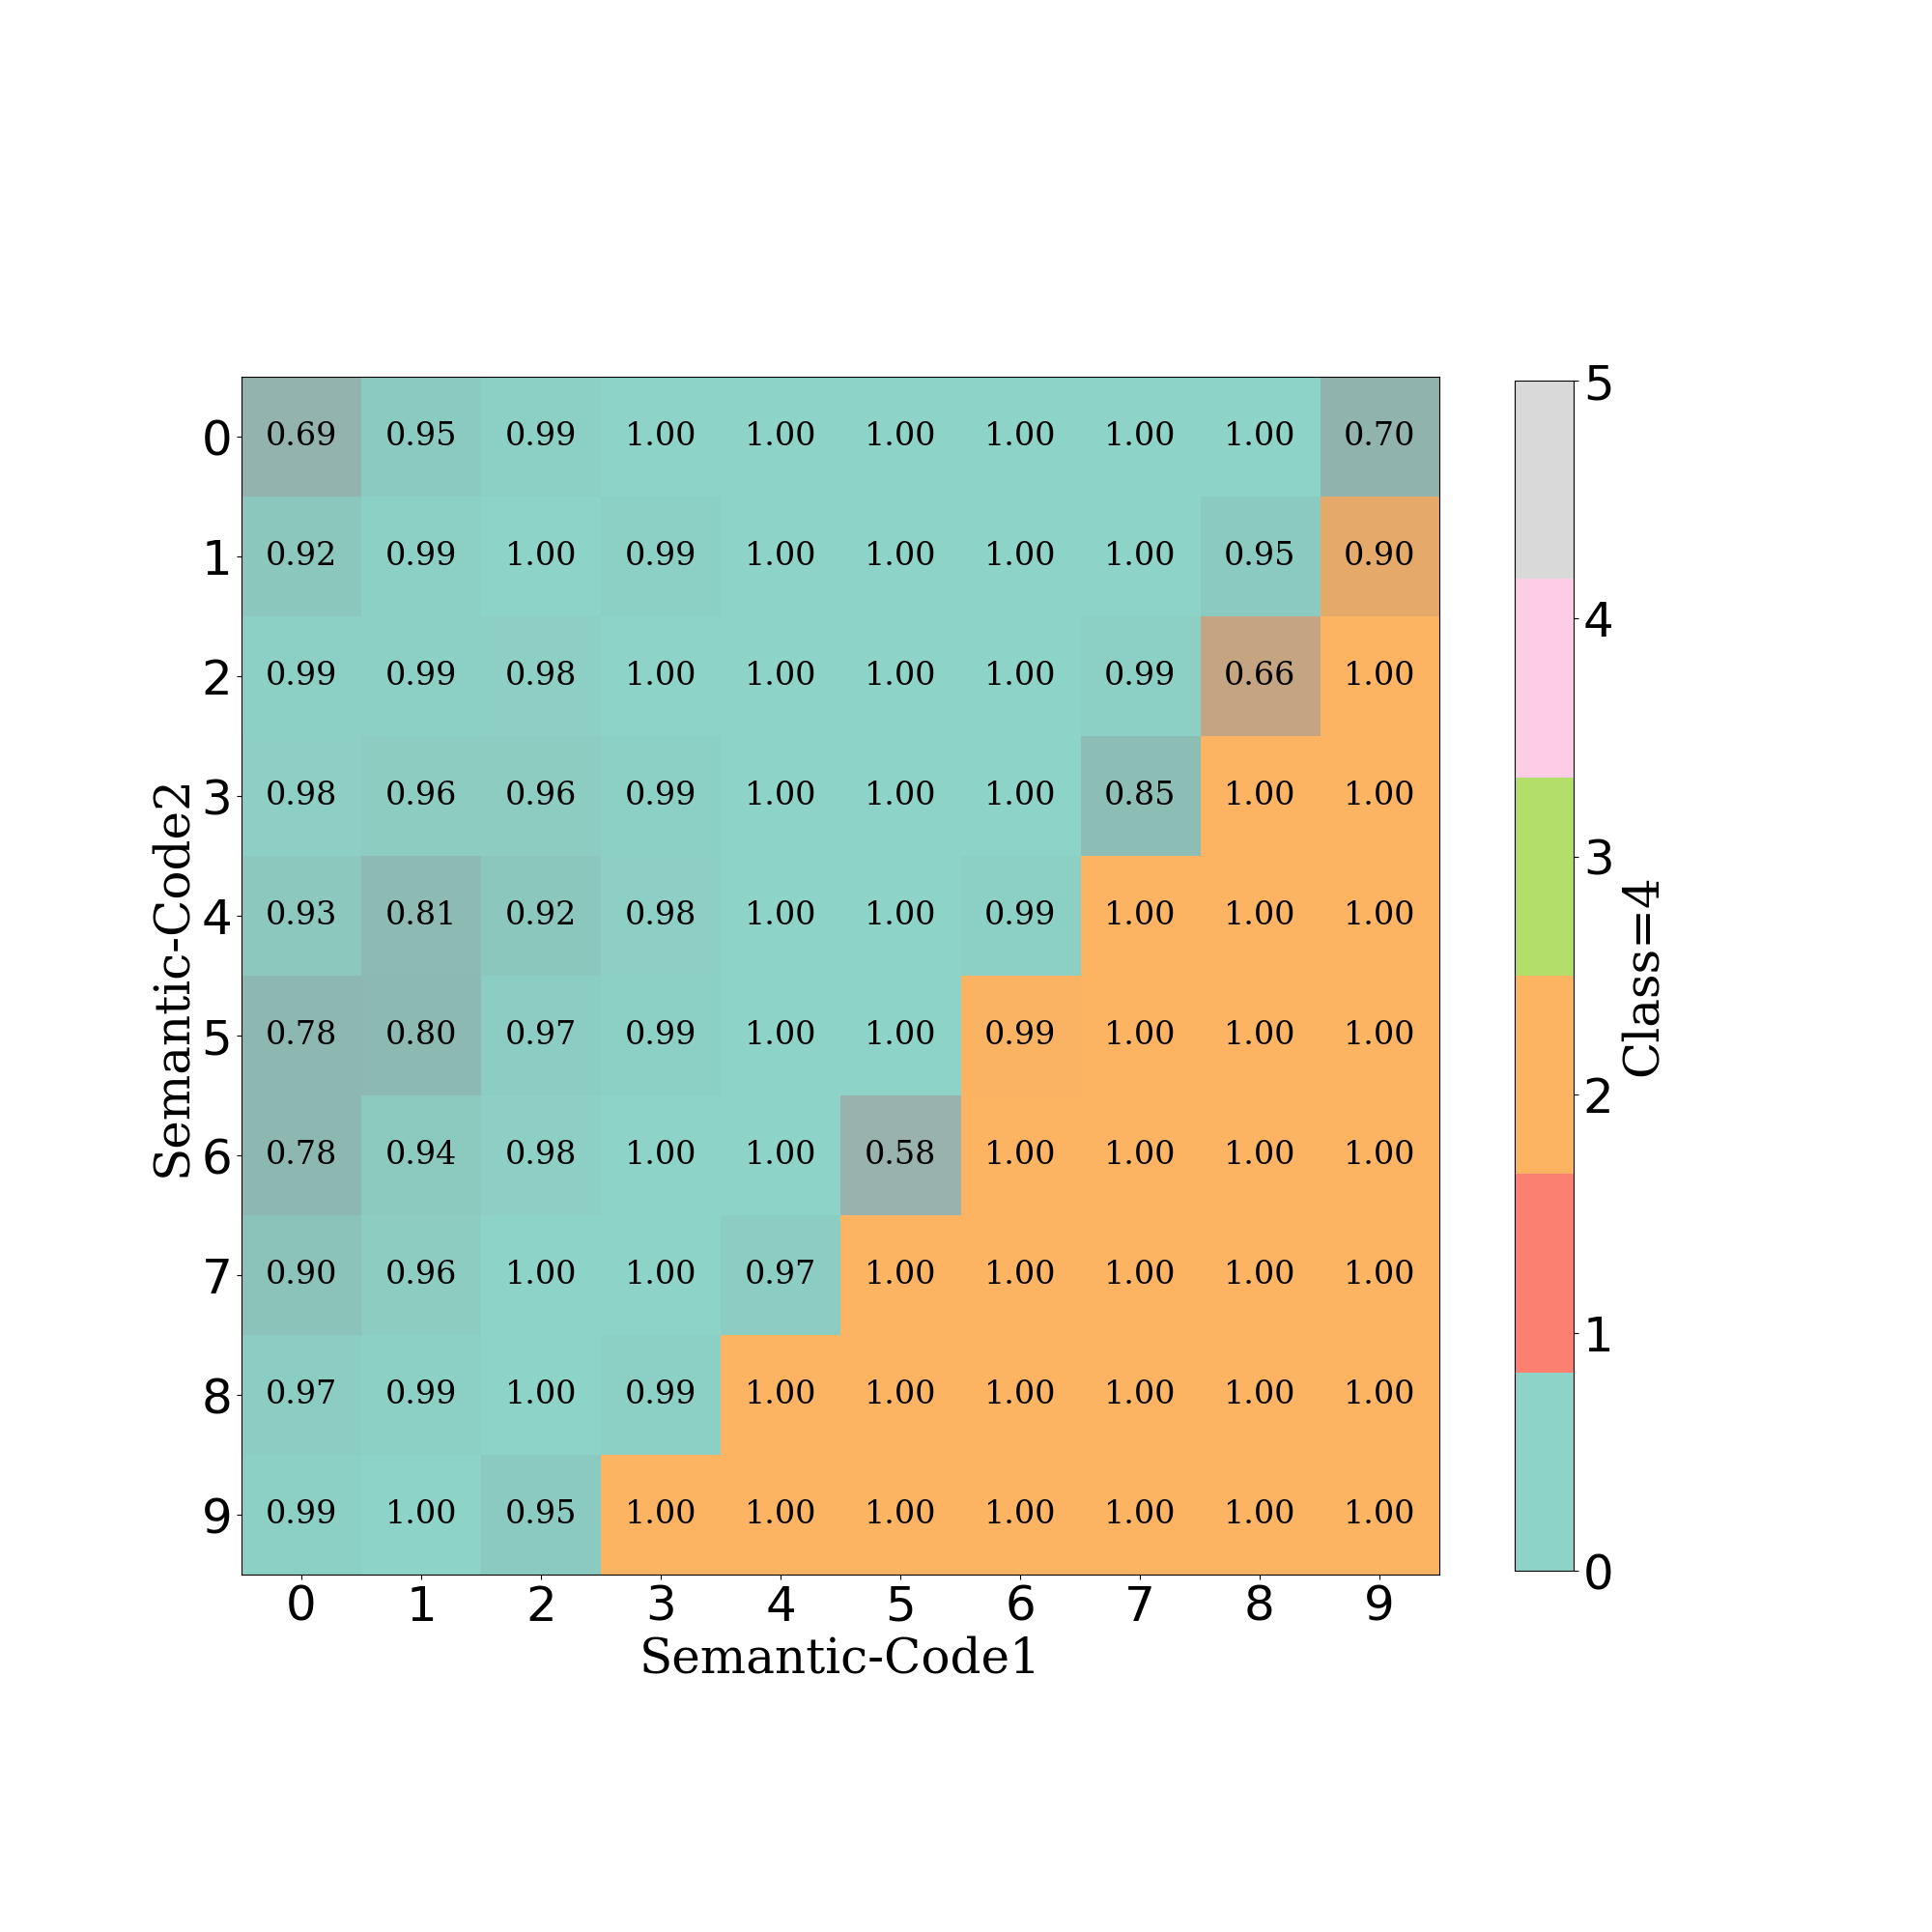 0 0.69 0.95 0.99 1.00 1.00 1.00 1.00 1.00 1.00 0.70
1 0.92 0.99 1.00 0.99 1.00 1.00 1.00 1.00 0.95 0.90
2 0.99 0.99 0.98 1.00 1.00 1.00 1.00 0.99 0.66 1.00
3 0.98 0.96 0.96 0.99 1.00 1.00 1.00 0.85 1.00 1.00
4 0.93 0.81 0.92 0.98 1.00 1.00 0.99 1.00 1.00 1.00
5 0.78 0.80 0.97 0.99 1.00 1.00 0.99 1.00 1.00 1.00
6 0.78 0.94 0.98 1.00 1.00 0.58 1.00 1.00 1.00 1.00
7 0.90 0.96 1.00 1.00 0.97 1.00 1.00 1.00 1.00 1.00
8 0.97 0.99 1.00 0.99 1.00 1.00 1.00 1.00 1.00 1.00
9 0.99 1.00 0.95 1.00 1.00 1.00 1.00 1.00 1.00 1.00
0 1 2 3 4 5 6 7 8 9
Semantic-Code1
Semantic-Code2
5
4
3
2
1
0
Class=4